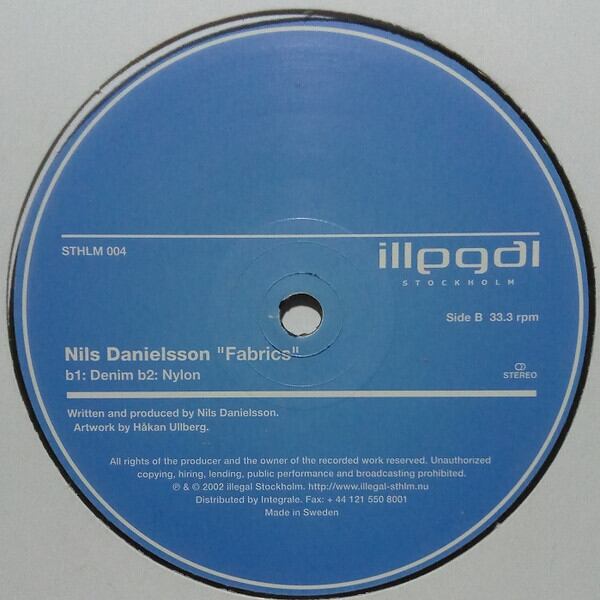 STHLM 004
illegal
STOCKHOLM
Side B 33.3 rpm
Nils Danielsson "Fabrics"
b1: Denim b2: Nylon
STEREO
Written and produced by Nils Danielsson.
Artwork by Håkan Ullberg.
All rights of the producer and the owner of the recorded work reserved. Unauthorized
copying, hiring, lending, public performance and broadcasting prohibited.
℗ & © 2002 illegal Stockholm. http://www.illegal-sthlm.nu
Distributed by Integrale. Fax: + 44 121 550 8001
Made in Sweden